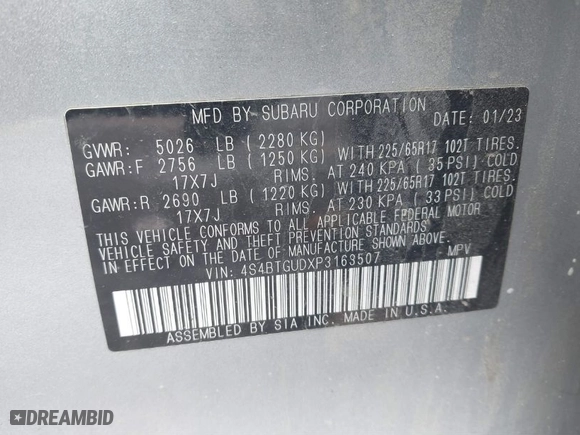 MFD BY SUBARU CORPORATION DATE: 01/23
GVWR: 5026 LB (2280 KG)
GAWR:F 2756 LB (1250 KG) WITH 225/65R17 102T TIRES,
17X7J RIMS, AT 240 KPA (35 PSI) COLD
GAWR:R 2690 LB (1220 KG) WITH 225/65R17 102T TIRES,
17X7J RIMS, AT 230 KPA (33 PSI) COLD
THIS VEHICLE CONFORMS TO ALL APPLICABLE FEDERAL MOTOR
VEHICLE SAFETY AND THEFT PREVENTION STANDARDS
IN EFFECT ON THE DATE OF MANUFACTURE SHOWN ABOVE.
VIN: 4S4BTGUDXP3163507 MPV
ASSEMBLED BY SIA INC. MADE IN U.S.A.
DREAMBID